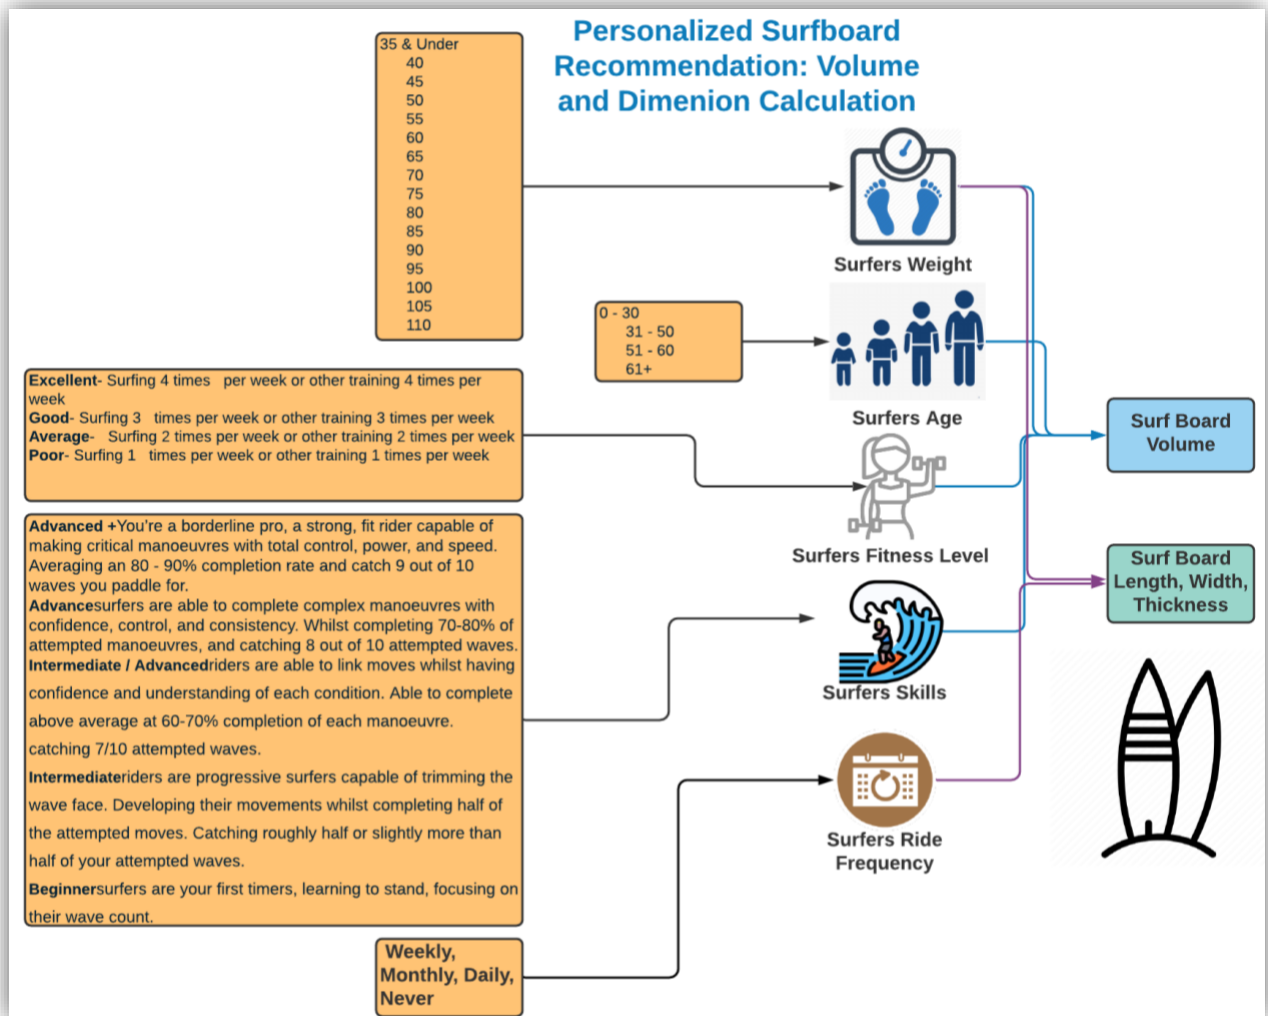 Personalized Surfboard
Recommendation: Volume
and Dimenion Calculation
35 & Under
40
45
50
55
60
65
70
75
80
85
90
95
100
105
110
Surfers Weight
0 - 30
31 - 50
51 - 60
61+
Surfers Age
Excellent- Surfing 4 times per week or other training 4 times per
week
Good- Surfing 3 times per week or other training 3 times per week
Average- Surfing 2 times per week or other training 2 times per week
Poor- Surfing 1 times per week or other training 1 times per week
Surfers Fitness Level
Surf Board
Volume
Advanced +You're a borderline pro, a strong, fit rider capable of
making critical manoeuvres with total control, power, and speed.
Averaging an 80 - 90% completion rate and catch 9 out of 10
waves you paddle for.
Advancesurfers are able to complete complex manoeuvres with
confidence, control, and consistency. Whilst completing 70-80% of
attempted manoeuvres, and catching 8 out of 10 attempted waves.
Intermediate / Advancedriders are able to link moves whilst having
confidence and understanding of each condition. Able to complete
above average at 60-70% completion of each manoeuvre.
catching 7/10 attempted waves.
Intermediateriders are progressive surfers capable of trimming the
wave face. Developing their movements whilst completing half of
the attempted moves. Catching roughly half or slightly more than
half of your attempted waves.
Beginnersurfers are your first timers, learning to stand, focusing on
their wave count.
Surfers Skills
Surf Board
Length, Width,
Thickness
Weekly,
Monthly, Daily,
Never
Surfers Ride
Frequency